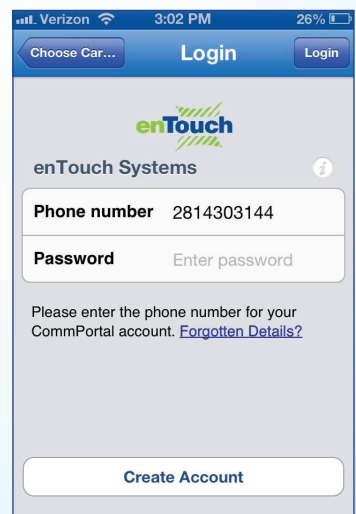 Verizon 3:02 PM 26%
Choose Car... Login Login
enTouch
enTouch Systems i
Phone number 2814303144
Password Enter password
Please enter the phone number for your
CommPortal account. Forgotten Details?
Create Account